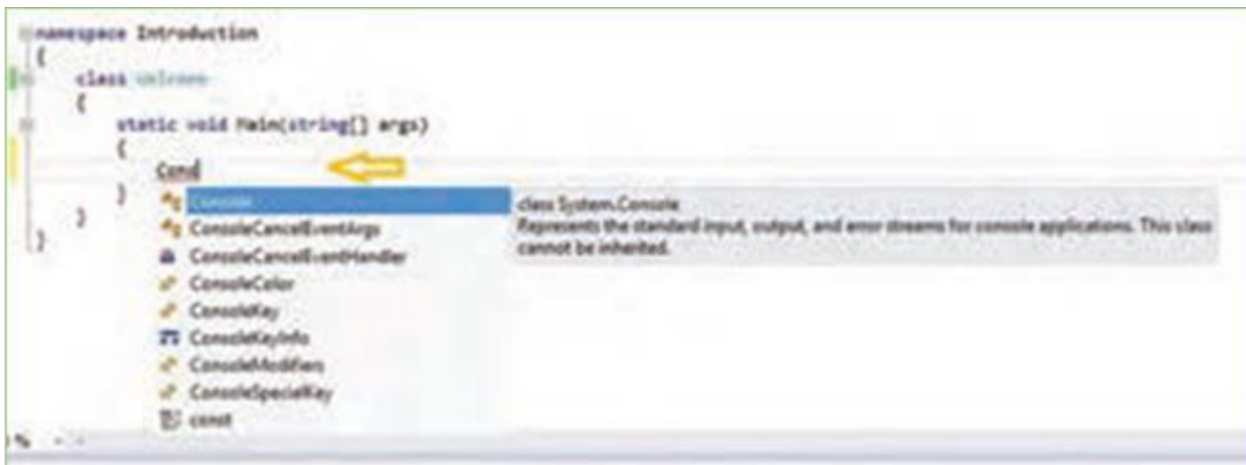 namespace Introduction
{
class Welcome
{
static void Main(string[] args)
{
Cons
}
}
}
Console
ConsoleCancelEventArgs
ConsoleCancelEventHandler
ConsoleColor
ConsoleKey
ConsoleKeyInfo
ConsoleModifiers
ConsoleSpecialKey
const
class System.Console
Represents the standard input, output, and error streams for console applications. This class
cannot be inherited.
%